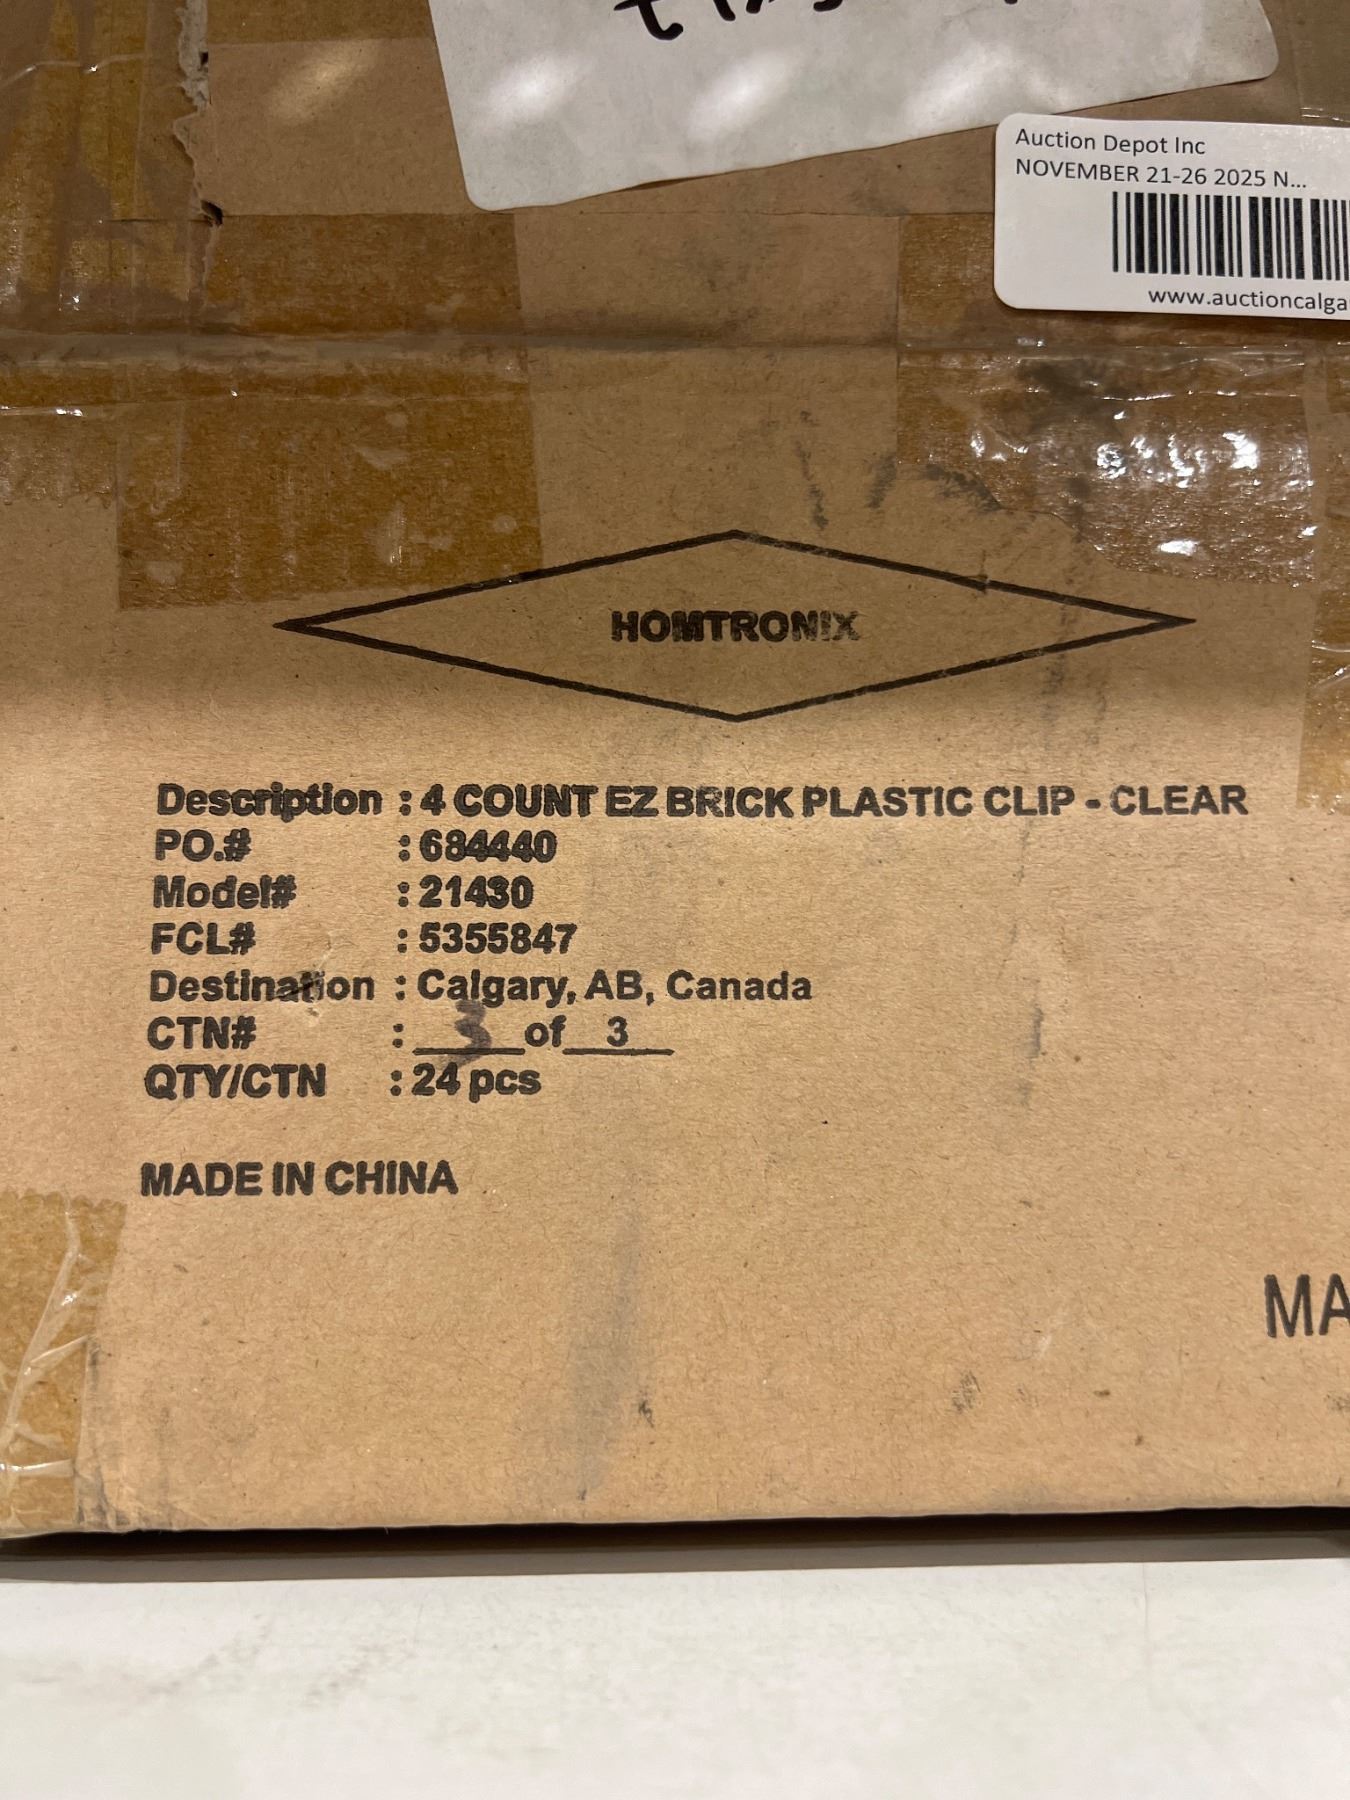 Auction Depot Inc
NOVEMBER 21-26 2025 N...
www.auctioncalga
HOMTRONIX
Description : 4 COUNT EZ BRICK PLASTIC CLIP - CLEAR
PO.# : 684440
Model# : 21430
FCL# : 5355847
Destination : Calgary, AB, Canada
CTN# : 3 of 3
QTY/CTN : 24 pcs
MADE IN CHINA
MA